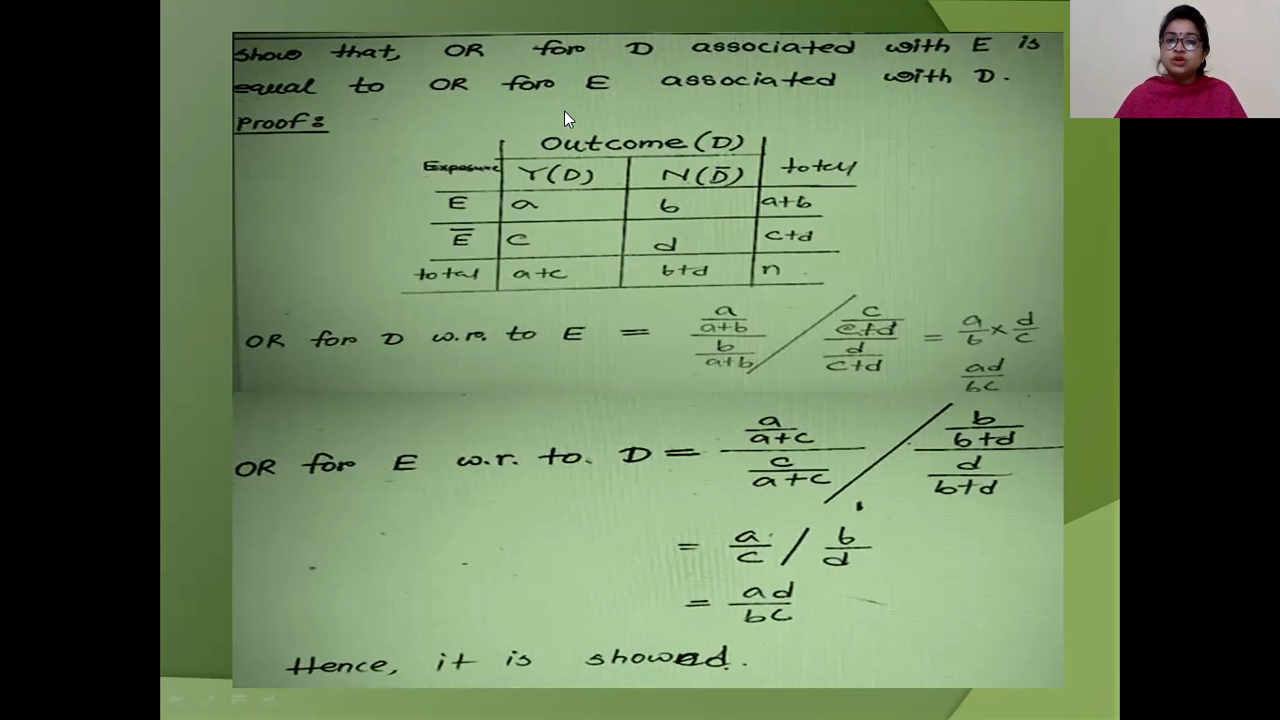 Show that, OR for D associated with E is
equal to OR for E associated with D.
Proof:
Outcome (D)
Exposure Y(D) N(D̅) total
E a b a+b
E̅ c d c+d
total a+c b+d n
OR for D w.r. to E = a/(a+b) / b/(a+b) / c/(c+d) / d/(c+d) = a/b × d/c
ad/bc
OR for E w.r. to. D = a/(a+c) / c/(a+c) / b/(b+d) / d/(b+d)
= a/c / b/d
= ad/bc
Hence, it is showed.